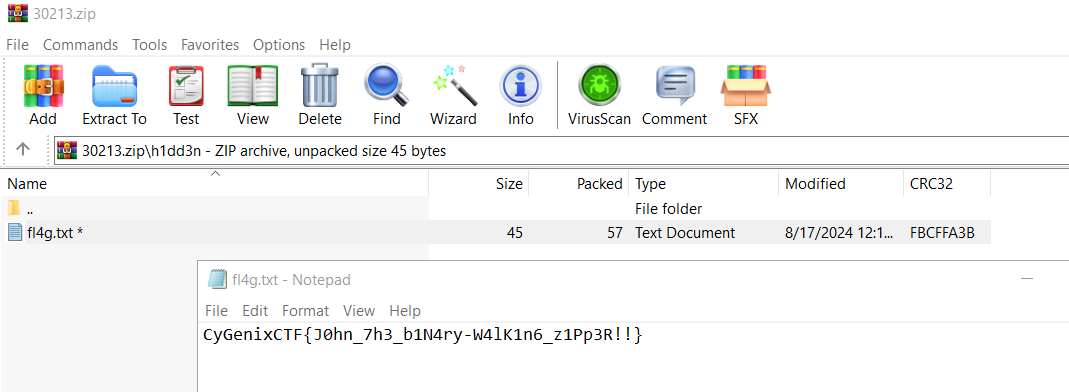 30213.zip
File Commands Tools Favorites Options Help
Add Extract To Test View Delete Find Wizard Info VirusScan Comment SFX
30213.zip\h1dd3n - ZIP archive, unpacked size 45 bytes
Name Size Packed Type Modified CRC32
.. File folder
fl4g.txt * 45 57 Text Document 8/17/2024 12:1... FBCFFA3B
fl4g.txt - Notepad
File Edit Format View Help
CyGenixCTF{J0hn_7h3_b1N4ry-W4lK1n6_z1Pp3R!!}